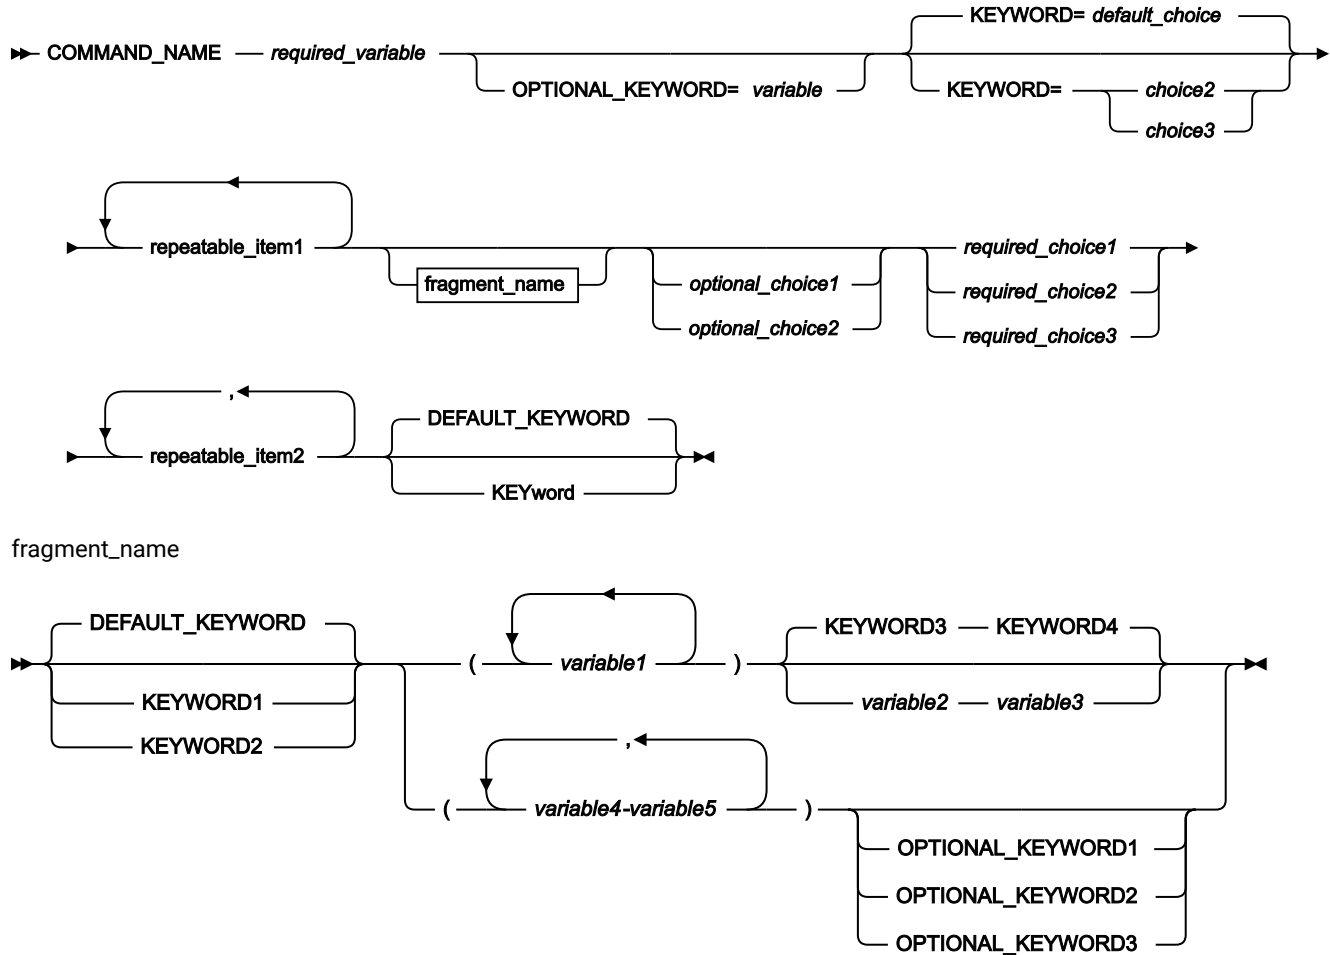 KEYWORD= default_choice
COMMAND_NAME required_variable
OPTIONAL_KEYWORD= variable KEYWORD= choice2
choice3
repeatable_item1 required_choice1
fragment_name optional_choice1 required_choice2
optional_choice2 required_choice3
,
DEFAULT_KEYWORD
repeatable_item2
KEYword
fragment_name
DEFAULT_KEYWORD KEYWORD3 KEYWORD4
( variable1 )
KEYWORD1 variable2 variable3
KEYWORD2
,
( variable4-variable5 )
OPTIONAL_KEYWORD1
OPTIONAL_KEYWORD2
OPTIONAL_KEYWORD3